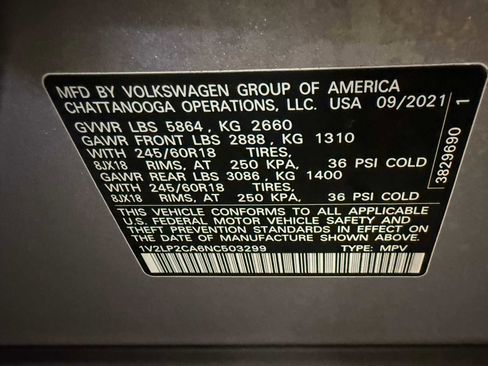 MFD BY VOLKSWAGEN GROUP OF AMERICA
CHATTANOOGA OPERATIONS, LLC. USA 09/2021
GVWR LBS 5864, KG 2660
GAWR FRONT LBS 2888, KG 1310
WITH 245/60R18 TIRES,
8JX18 RIMS, AT 250 KPA, 36 PSI COLD
GAWR REAR LBS 3086, KG 1400
WITH 245/60R18 TIRES,
8JX18 RIMS, AT 250 KPA, 36 PSI COLD
THIS VEHICLE CONFORMS TO ALL APPLICABLE
U.S. FEDERAL MOTOR VEHICLE SAFETY AND
THEFT PREVENTION STANDARDS IN EFFECT ON
THE DATE OF MANUFACTURE SHOWN ABOVE
1V2LP2CA8NC503299 TYPE: MPV
3829690 1